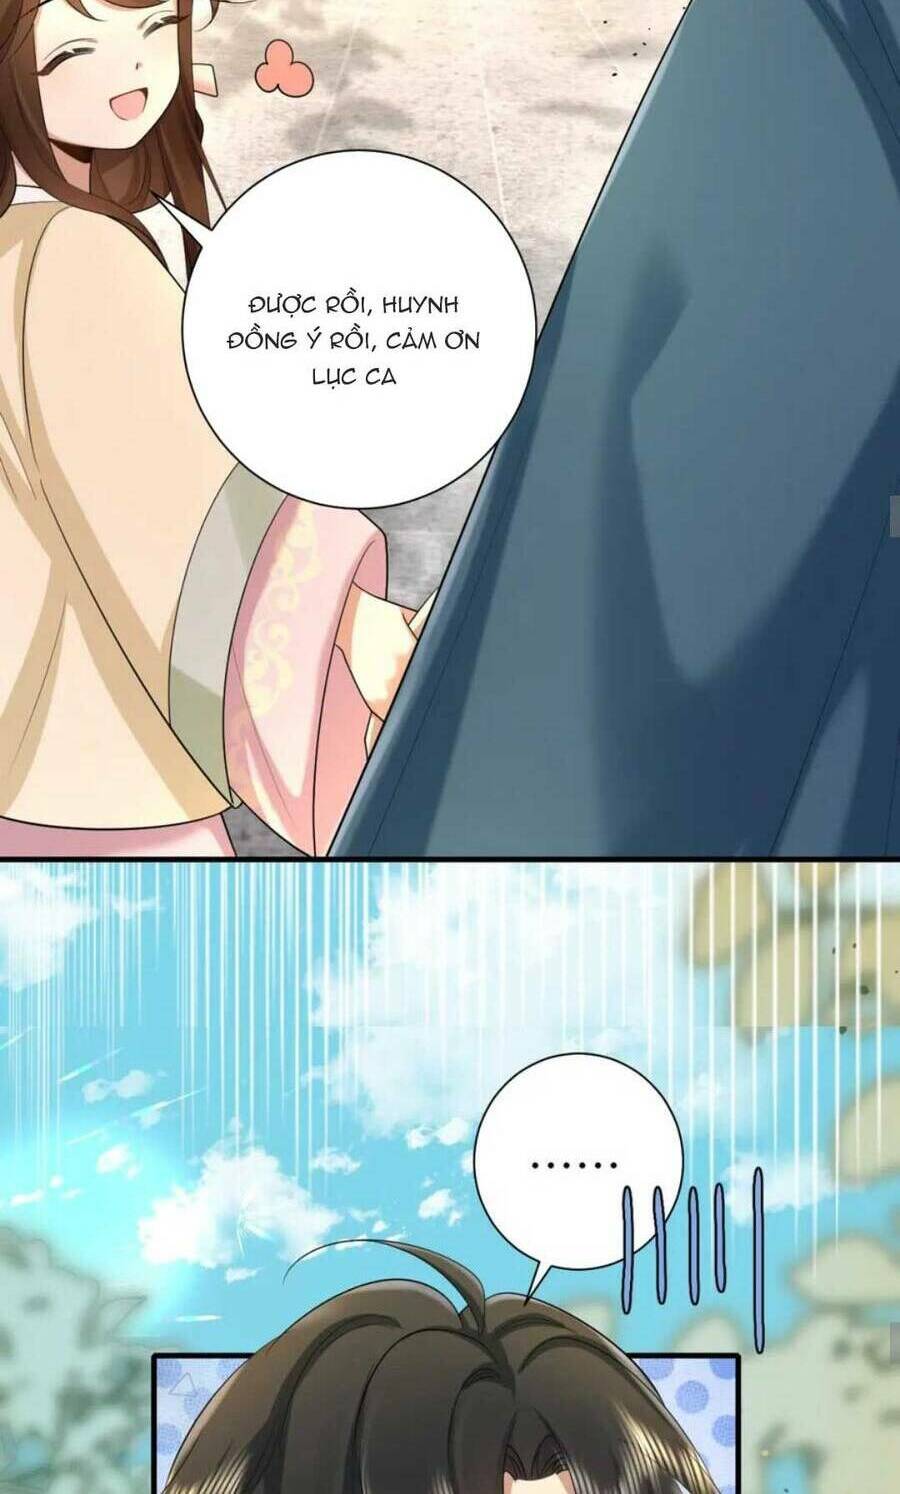 ĐƯỢC RỒI, HUYNH
ĐỒNG Ý RỒI, CẢM ƠN
LỤC CA
......